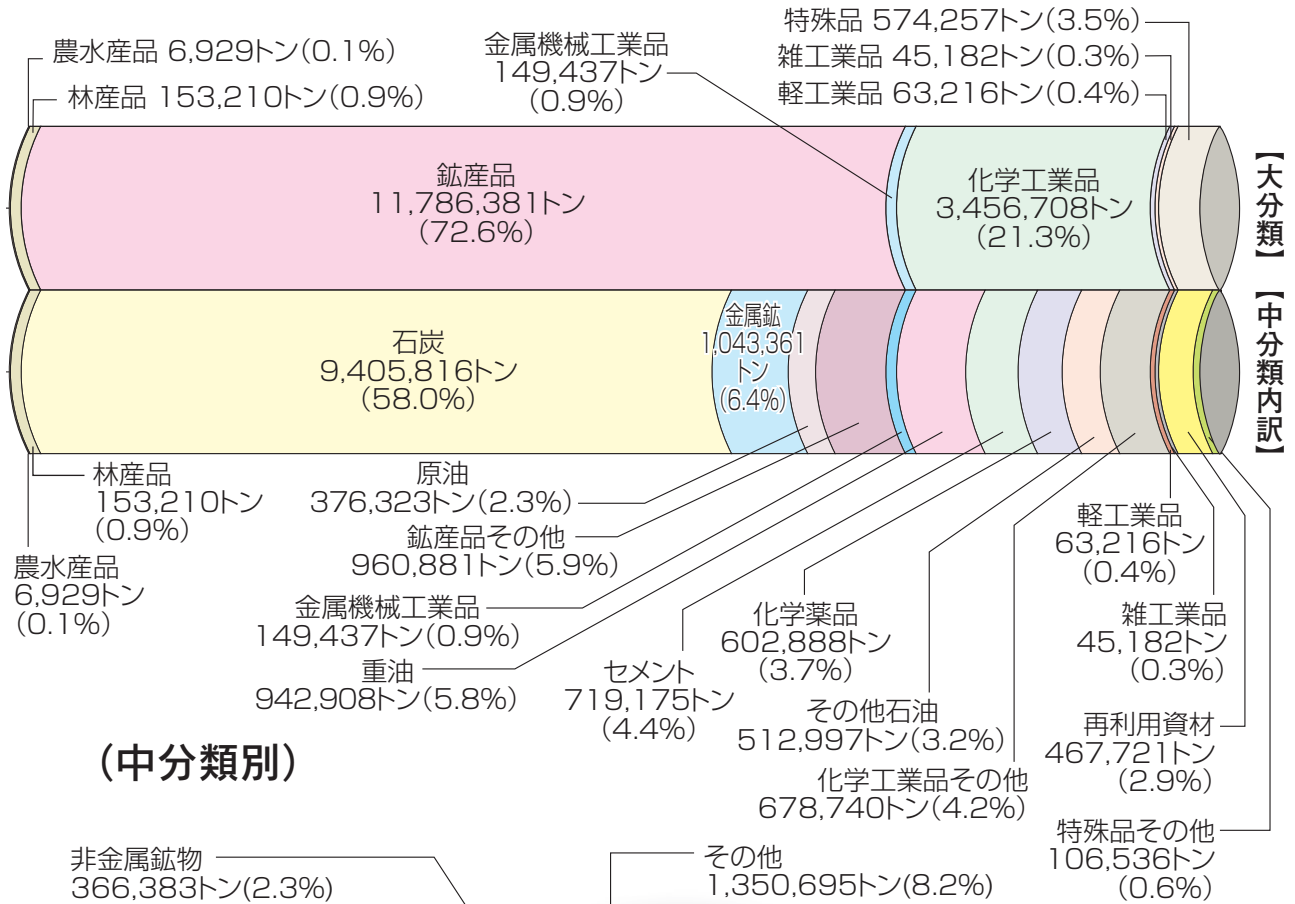 農水産品 6,929トン(0.1%)
林産品 153,210トン(0.9%)
金属機械工業品
149,437トン
(0.9%)
特殊品 574,257トン(3.5%)
雑工業品 45,182トン(0.3%)
軽工業品 63,216トン(0.4%)
鉱産品
11,786,381トン
(72.6%)
化学工業品
3,456,708トン
(21.3%)
【大分類】
石炭
9,405,816トン
(58.0%)
金属鉱
1,043,361
トン
(6.4%)
【中分類内訳】
林産品
153,210トン
(0.9%)
農水産品
6,929トン
(0.1%)
原油
376,323トン(2.3%)
鉱産品その他
960,881トン(5.9%)
金属機械工業品
149,437トン(0.9%)
重油
942,908トン(5.8%)
セメント
719,175トン
(4.4%)
化学薬品
602,888トン
(3.7%)
その他石油
512,997トン(3.2%)
化学工業品その他
678,740トン(4.2%)
軽工業品
63,216トン
(0.4%)
雑工業品
45,182トン
(0.3%)
再利用資材
467,721トン
(2.9%)
特殊品その他
106,536トン
(0.6%)
(中分類別)
非金属鉱物
366,383トン(2.3%)
その他
1,350,695トン(8.2%)